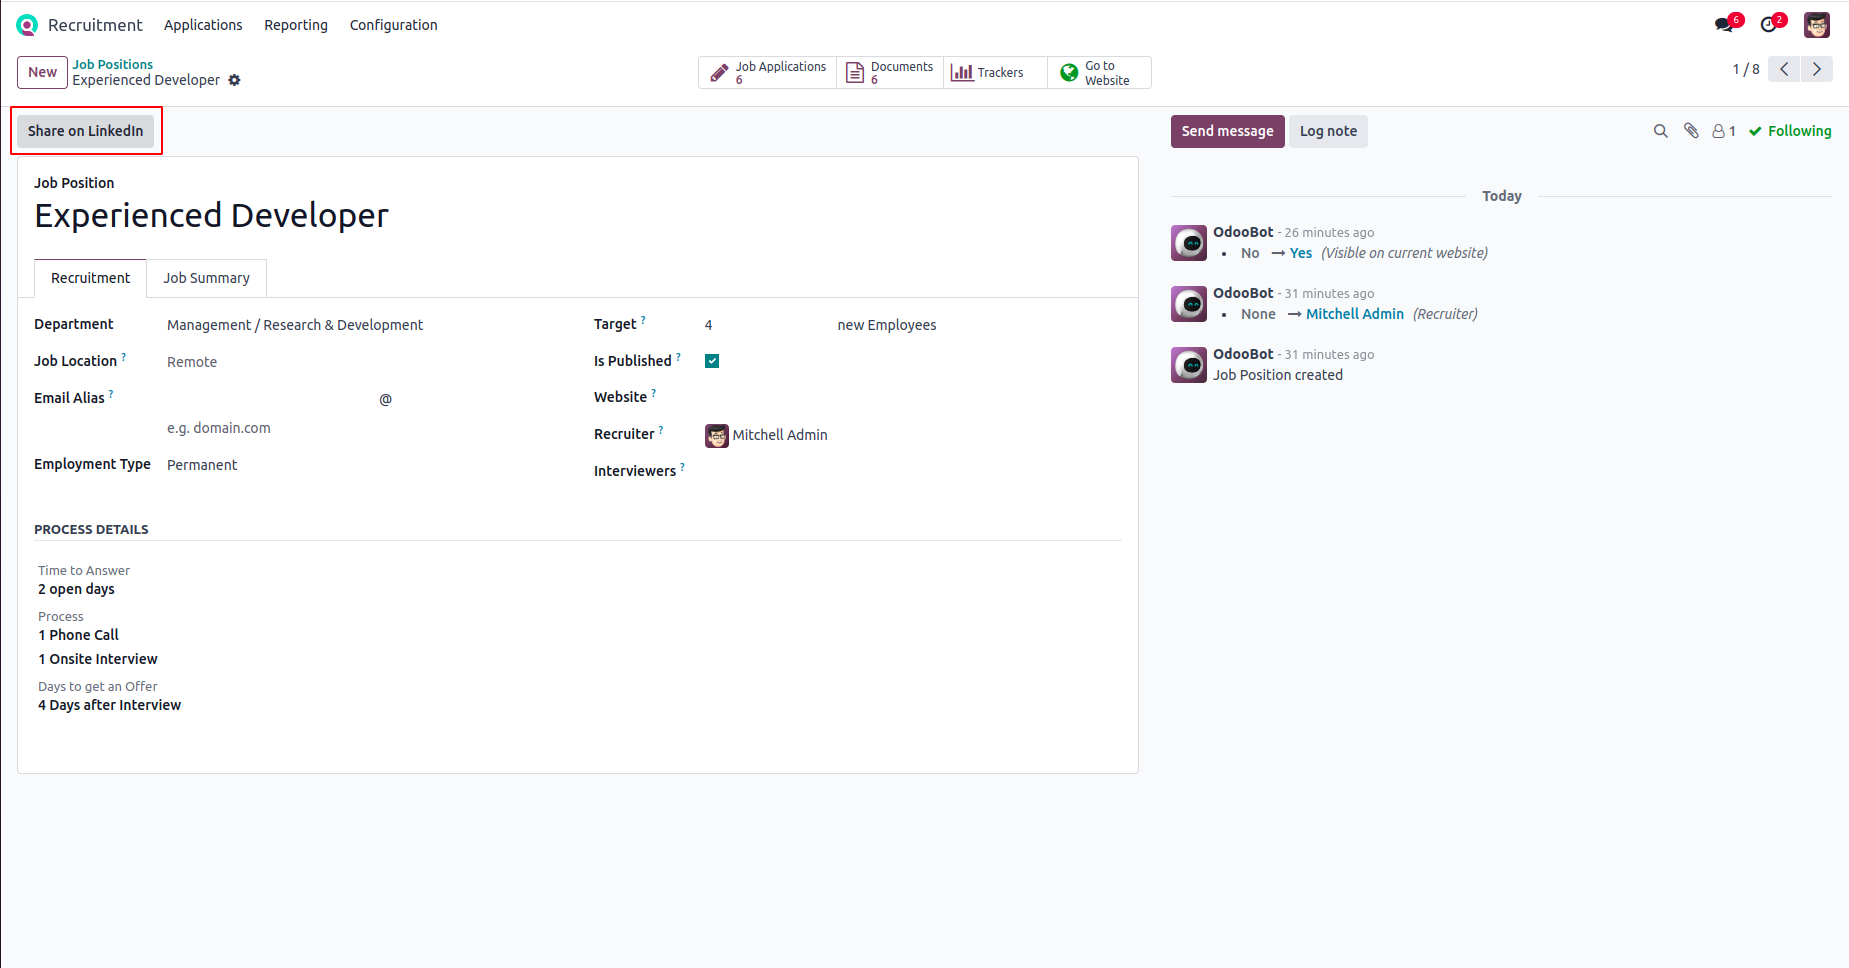 Recruitment Applications Reporting Configuration 6 2
New
Job Positions
Experienced Developer
Job Applications
6
Documents
6
Trackers
Go to
Website
1 / 8
Share on LinkedIn
Send message Log note 1 Following
Job Position
Experienced Developer
Recruitment Job Summary
Department Management / Research & Development
Job Location ? Remote
Email Alias ? @
e.g. domain.com
Employment Type Permanent
Target ? 4 new Employees
Is Published ?
Website ?
Recruiter ? Mitchell Admin
Interviewers ?
PROCESS DETAILS
Time to Answer
2 open days
Process
1 Phone Call
1 Onsite Interview
Days to get an Offer
4 Days after Interview
Today
OdooBot - 26 minutes ago
• No → Yes (Visible on current website)
OdooBot - 31 minutes ago
• None → Mitchell Admin (Recruiter)
OdooBot - 31 minutes ago
Job Position created